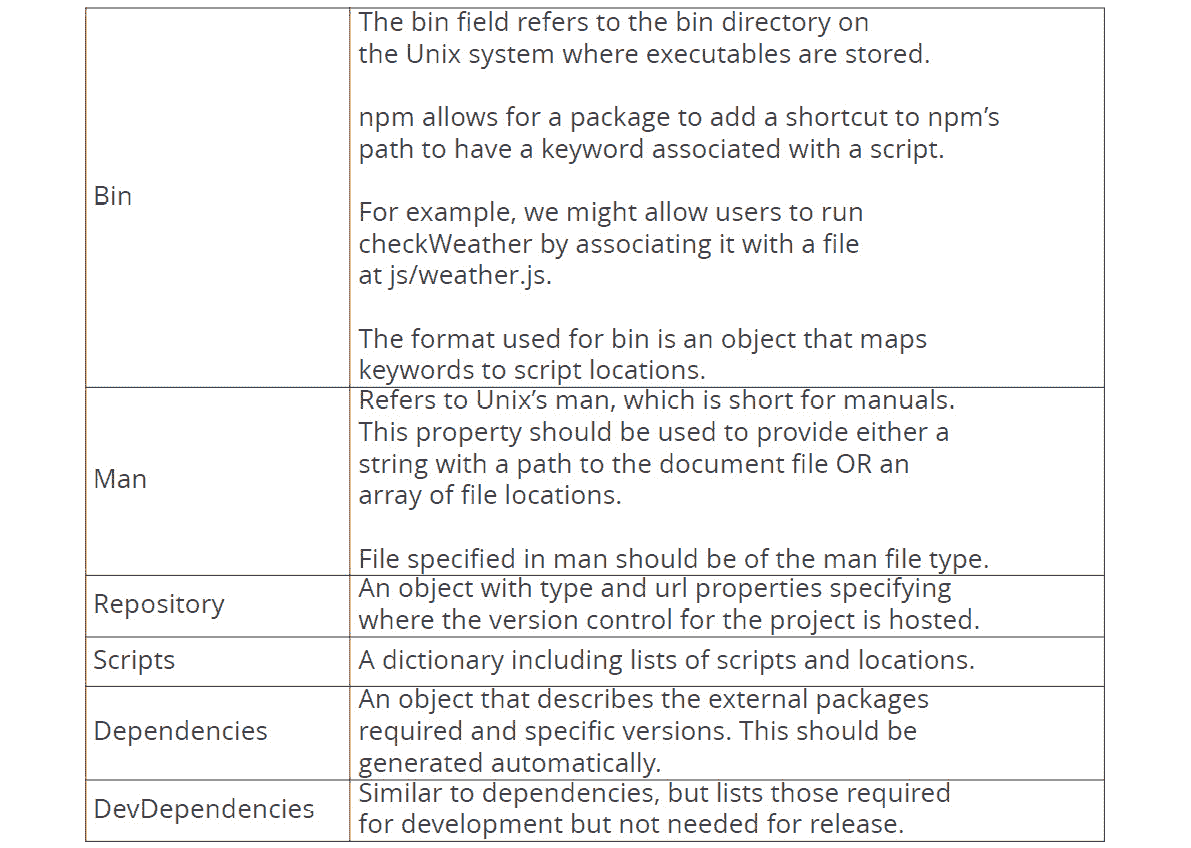 Bin
The bin field refers to the bin directory on
the Unix system where executables are stored.
npm allows for a package to add a shortcut to npm’s
path to have a keyword associated with a script.
For example, we might allow users to run
checkWeather by associating it with a file
at js/weather.js.
The format used for bin is an object that maps
keywords to script locations.
Man
Refers to Unix’s man, which is short for manuals.
This property should be used to provide either a
string with a path to the document file OR an
array of file locations.
File specified in man should be of the man file type.
Repository
An object with type and url properties specifying
where the version control for the project is hosted.
Scripts
A dictionary including lists of scripts and locations.
Dependencies
An object that describes the external packages
required and specific versions. This should be
generated automatically.
DevDependencies
Similar to dependencies, but lists those required
for development but not needed for release.